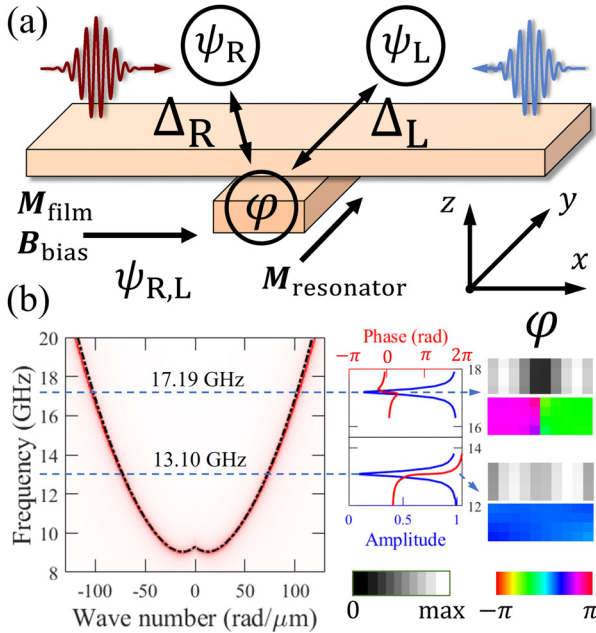 (a)
ψR
ψL
ΔR
ΔL
φ
Mfilm
Bbias
ψR,L
Mresonator
z
y
x
(b)
φ
Phase (rad)
−π 0 π 2π
20
18
16
14
12
10
8
Frequency (GHz)
17.19 GHz
13.10 GHz
18
16
14
12
-100 -50 0 50 100
Wave number (rad/μm)
0 0.5 1
Amplitude
0 max
−π π